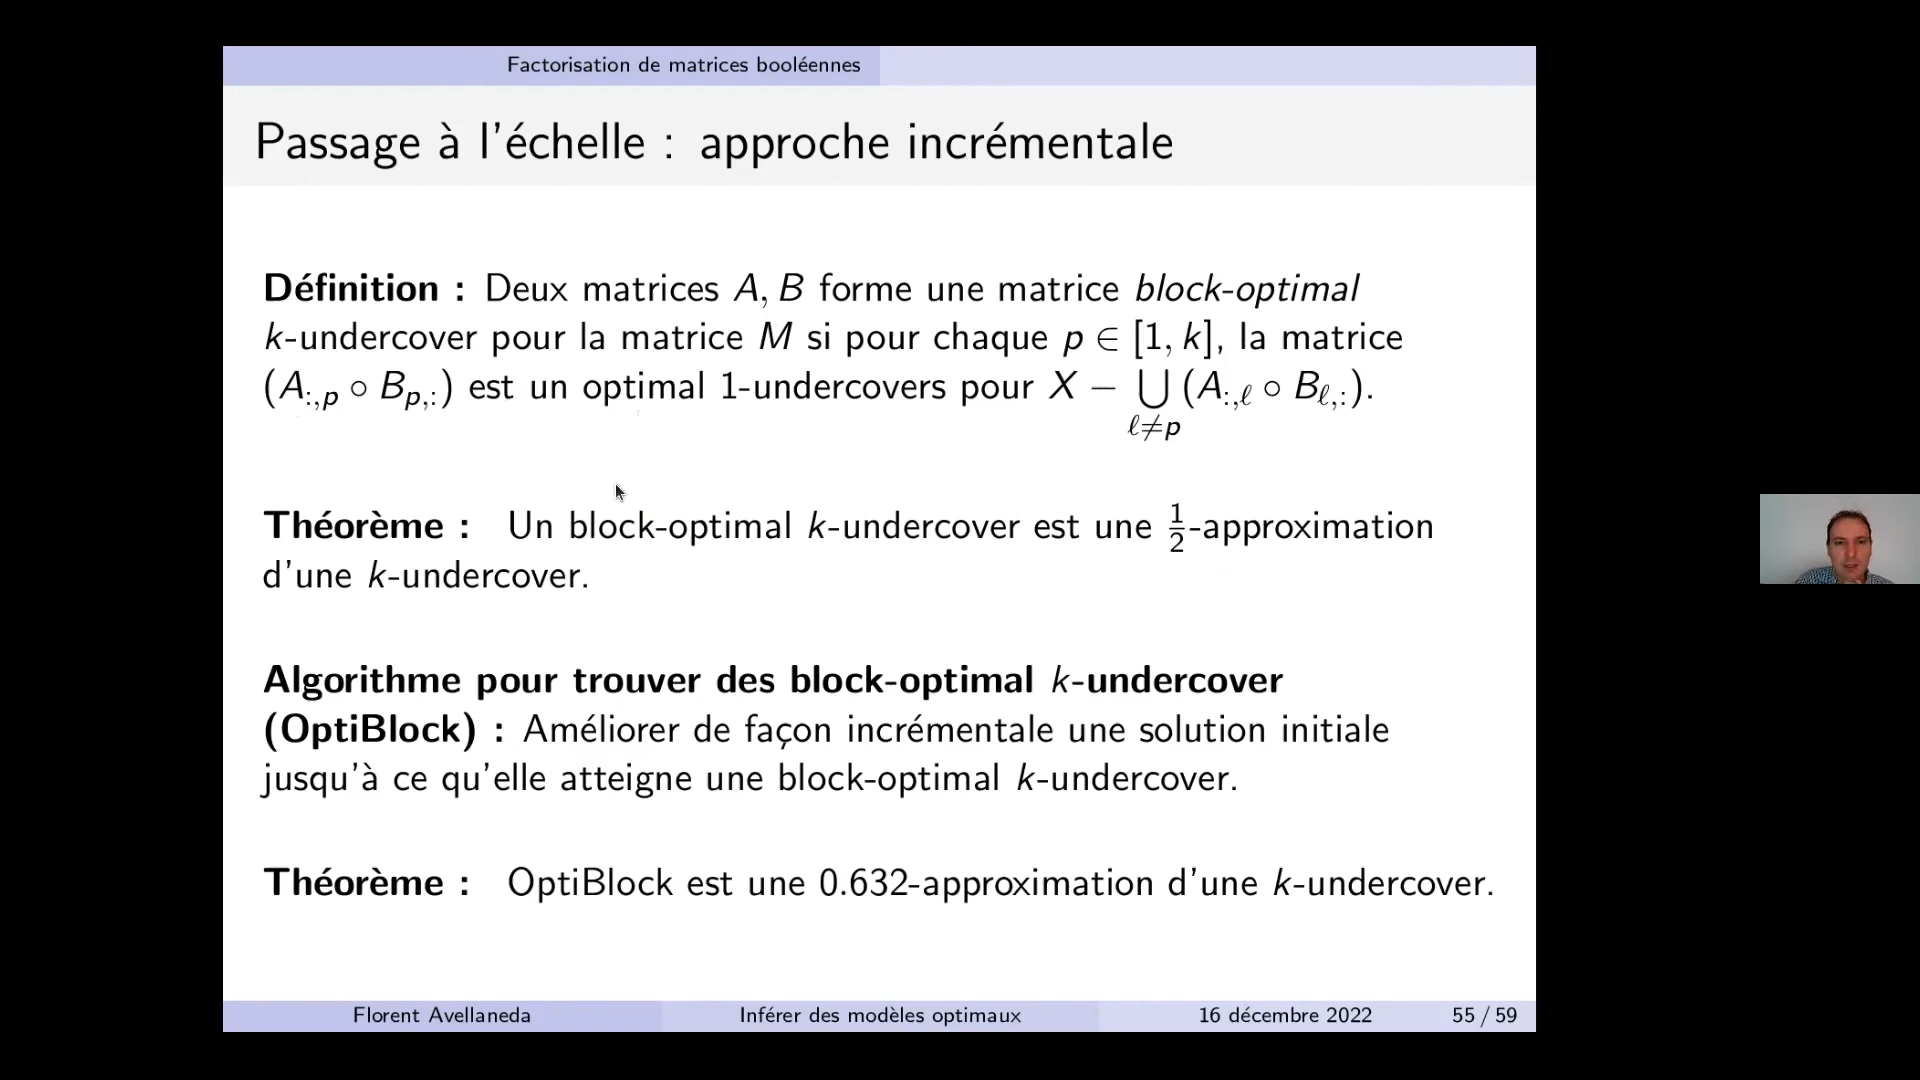 Factorisation de matrices booléennes
Passage à l'échelle : approche incrémentale
Définition : Deux matrices A, B forme une matrice block-optimal
k-undercover pour la matrice M si pour chaque p ∈ [1, k], la matrice
(A:,p ∘ Bp,:) est un optimal 1-undercovers pour X − ⋃ (A:,ℓ ∘ Bℓ,:).
ℓ≠p
Théorème : Un block-optimal k-undercover est une 1/2-approximation
d'une k-undercover.
Algorithme pour trouver des block-optimal k-undercover
(OptiBlock) : Améliorer de façon incrémentale une solution initiale
jusqu'à ce qu'elle atteigne une block-optimal k-undercover.
Théorème : OptiBlock est une 0.632-approximation d'une k-undercover.
Florent Avellaneda Inférer des modèles optimaux 16 décembre 2022 55 / 59